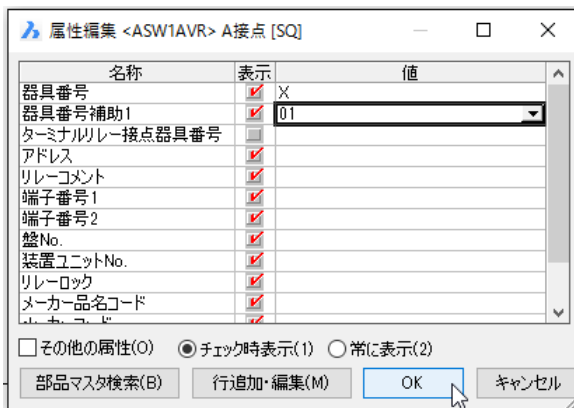 属性編集 <ASW1AVR> A接点 [SQ]
名称 表示 値
器具番号 X
器具番号補助1 01
ターミナルリレー接点器具番号
アドレス
リレーコメント
端子番号1
端子番号2
盤No.
装置ユニットNo.
リレーロック
メーカー品名コード
その他の属性(O) チェック時表示(1) 常に表示(2)
部品マスタ検索(B) 行追加・編集(M) OK キャンセル